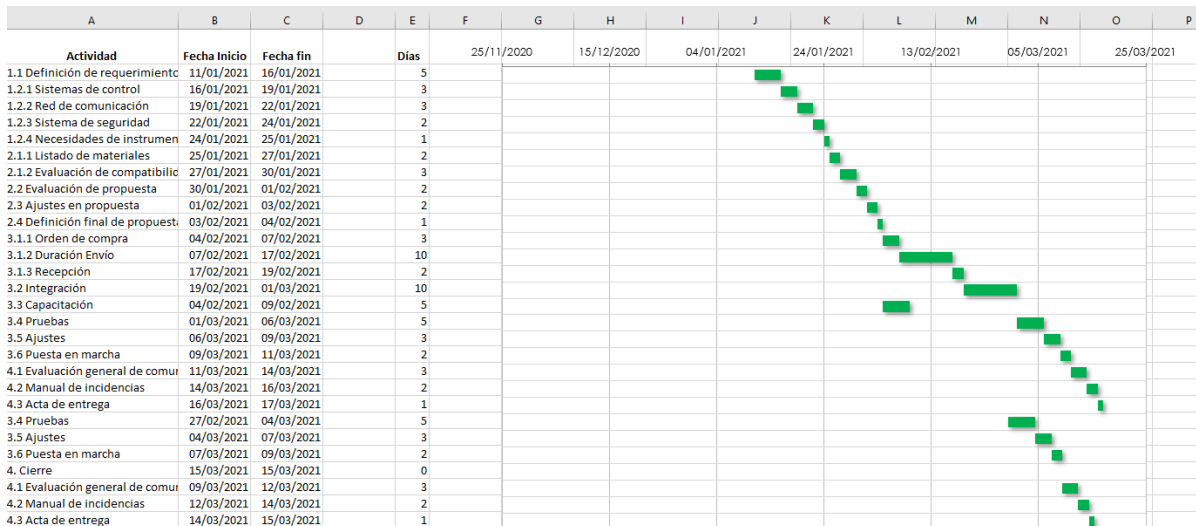 A B C D E F G H I J K L M N O P
Actividad Fecha Inicio Fecha fin Días 25/11/2020 15/12/2020 04/01/2021 24/01/2021 13/02/2021 05/03/2021 25/03/2021
1.1 Definición de requerimiento 11/01/2021 16/01/2021 5
1.2.1 Sistemas de control 16/01/2021 19/01/2021 3
1.2.2 Red de comunicación 19/01/2021 22/01/2021 3
1.2.3 Sistema de seguridad 22/01/2021 24/01/2021 2
1.2.4 Necesidades de instrumen 24/01/2021 25/01/2021 1
2.1.1 Listado de materiales 25/01/2021 27/01/2021 2
2.1.2 Evaluación de compatibilid 27/01/2021 30/01/2021 3
2.2 Evaluación de propuesta 30/01/2021 01/02/2021 2
2.3 Ajustes en propuesta 01/02/2021 03/02/2021 2
2.4 Definición final de propuesta 03/02/2021 04/02/2021 1
3.1.1 Orden de compra 04/02/2021 07/02/2021 3
3.1.2 Duración Envío 07/02/2021 17/02/2021 10
3.1.3 Recepción 17/02/2021 19/02/2021 2
3.2 Integración 19/02/2021 01/03/2021 10
3.3 Capacitación 04/02/2021 09/02/2021 5
3.4 Pruebas 01/03/2021 06/03/2021 5
3.5 Ajustes 06/03/2021 09/03/2021 3
3.6 Puesta en marcha 09/03/2021 11/03/2021 2
4.1 Evaluación general de comur 11/03/2021 14/03/2021 3
4.2 Manual de incidencias 14/03/2021 16/03/2021 2
4.3 Acta de entrega 16/03/2021 17/03/2021 1
3.4 Pruebas 27/02/2021 04/03/2021 5
3.5 Ajustes 04/03/2021 07/03/2021 3
3.6 Puesta en marcha 07/03/2021 09/03/2021 2
4. Cierre 15/03/2021 15/03/2021 0
4.1 Evaluación general de comur 09/03/2021 12/03/2021 3
4.2 Manual de incidencias 12/03/2021 14/03/2021 2
4.3 Acta de entrega 14/03/2021 15/03/2021 1